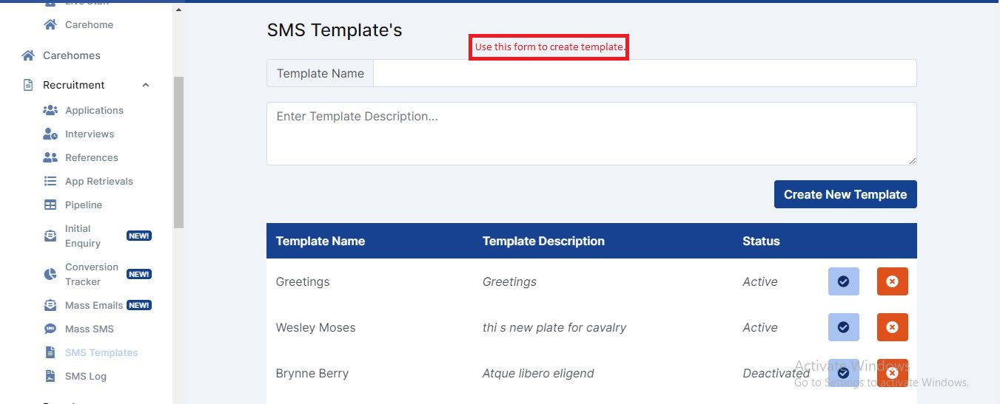 Live Staff
Carehome
Carehomes
Recruitment
Applications
Interviews
References
App Retrievals
Pipeline
Initial
Enquiry
NEW!
Conversion
Tracker
NEW!
Mass Emails NEW!
Mass SMS
SMS Templates
SMS Log
SMS Template's
Use this form to create template.
Template Name
Enter Template Description...
Create New Template
Template Name Template Description Status
Greetings Greetings Active
Wesley Moses thi s new plate for cavalry Active
Brynne Berry Atque libero eligend Deactivated
Activate Windows
Go to Settings to activate Windows.